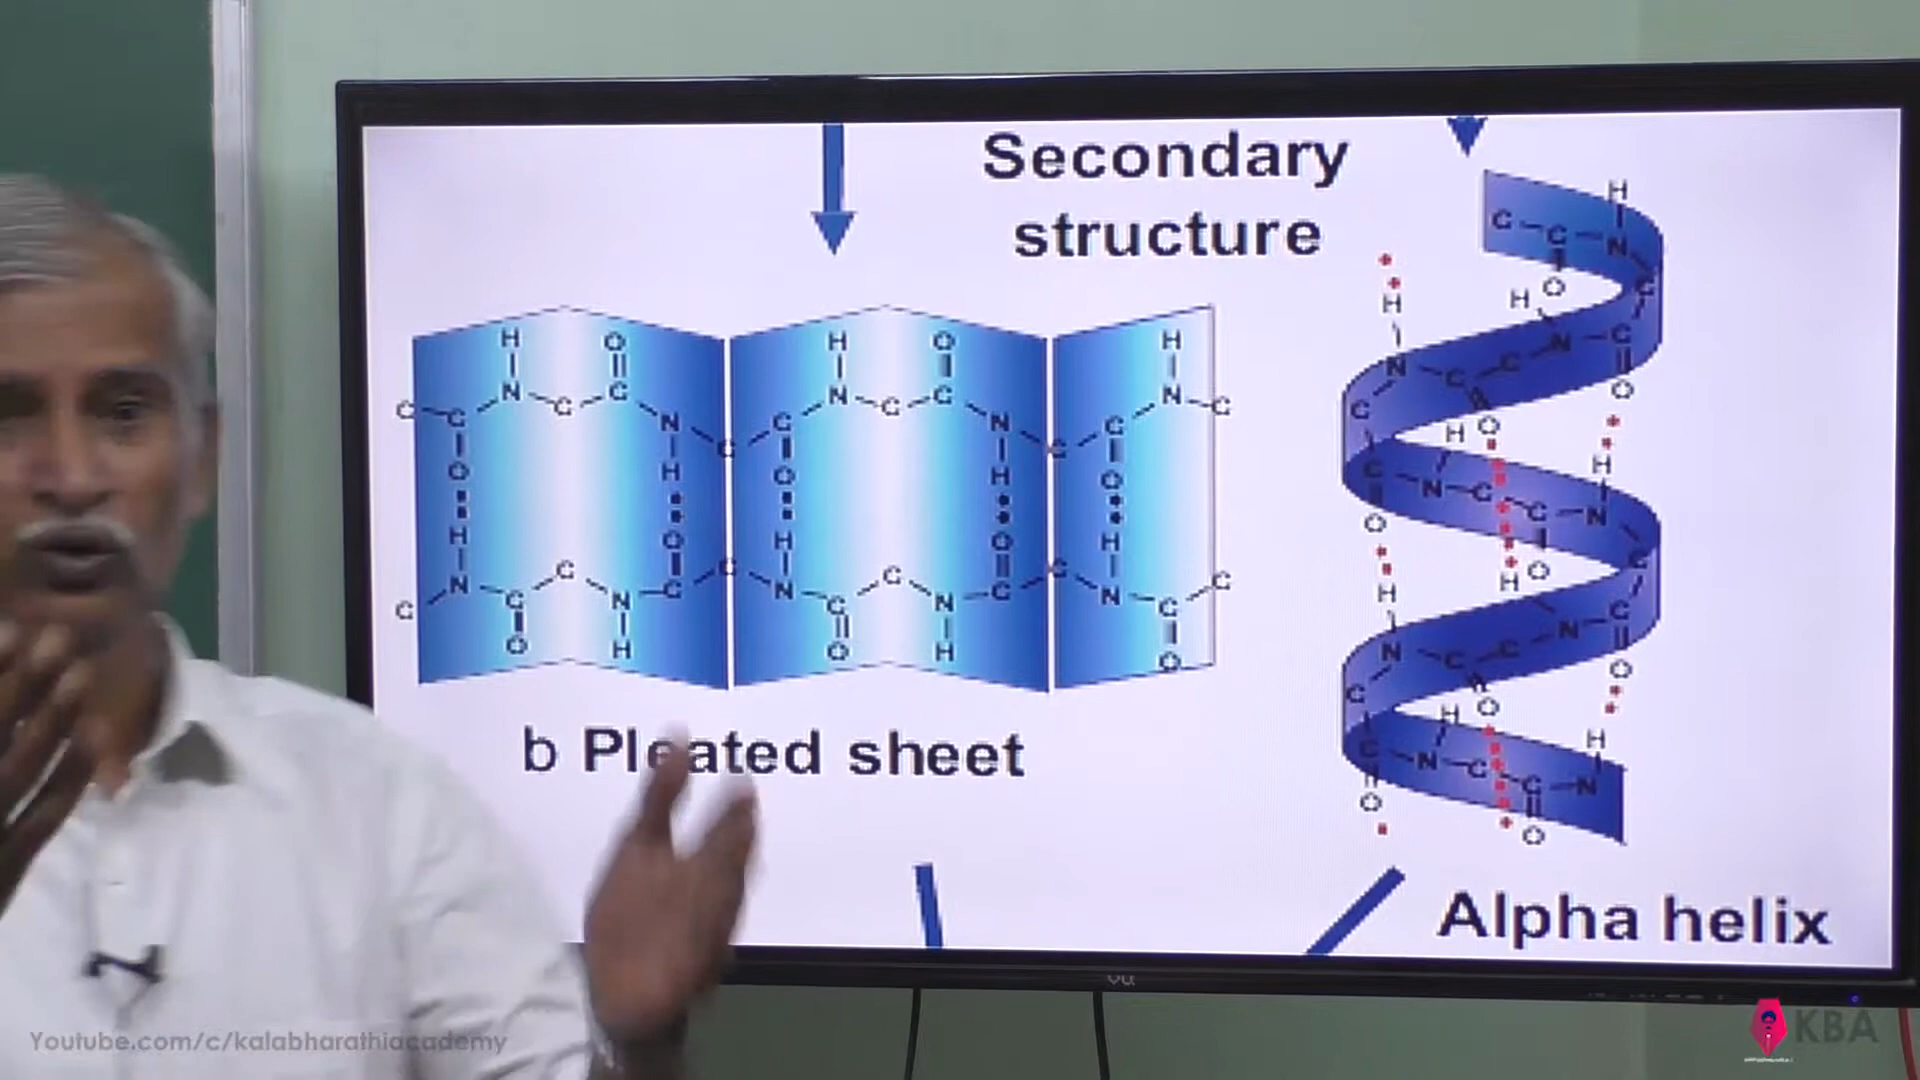 Secondary
structure
b Pleated sheet
Alpha helix
Youtube.com/c/kalabharathiacademy
KBA